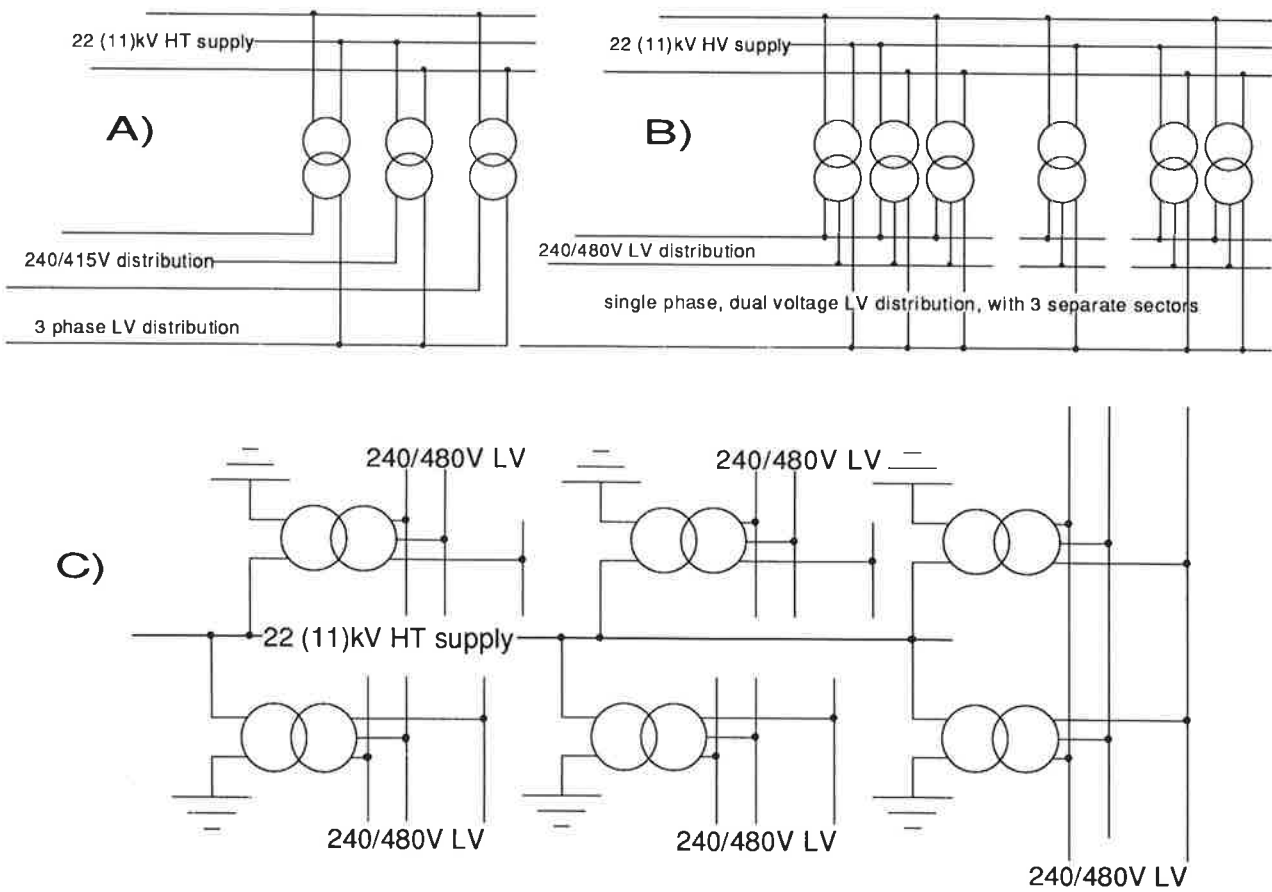 22 (11)kV HT supply
A)
240/415V distribution
3 phase LV distribution
22 (11)kV HV supply
B)
240/480V LV distribution
single phase, dual voltage LV distribution, with 3 separate sectors
240/480V LV
240/480V LV
C)
22 (11)kV HT supply
240/480V LV
240/480V LV
240/480V LV